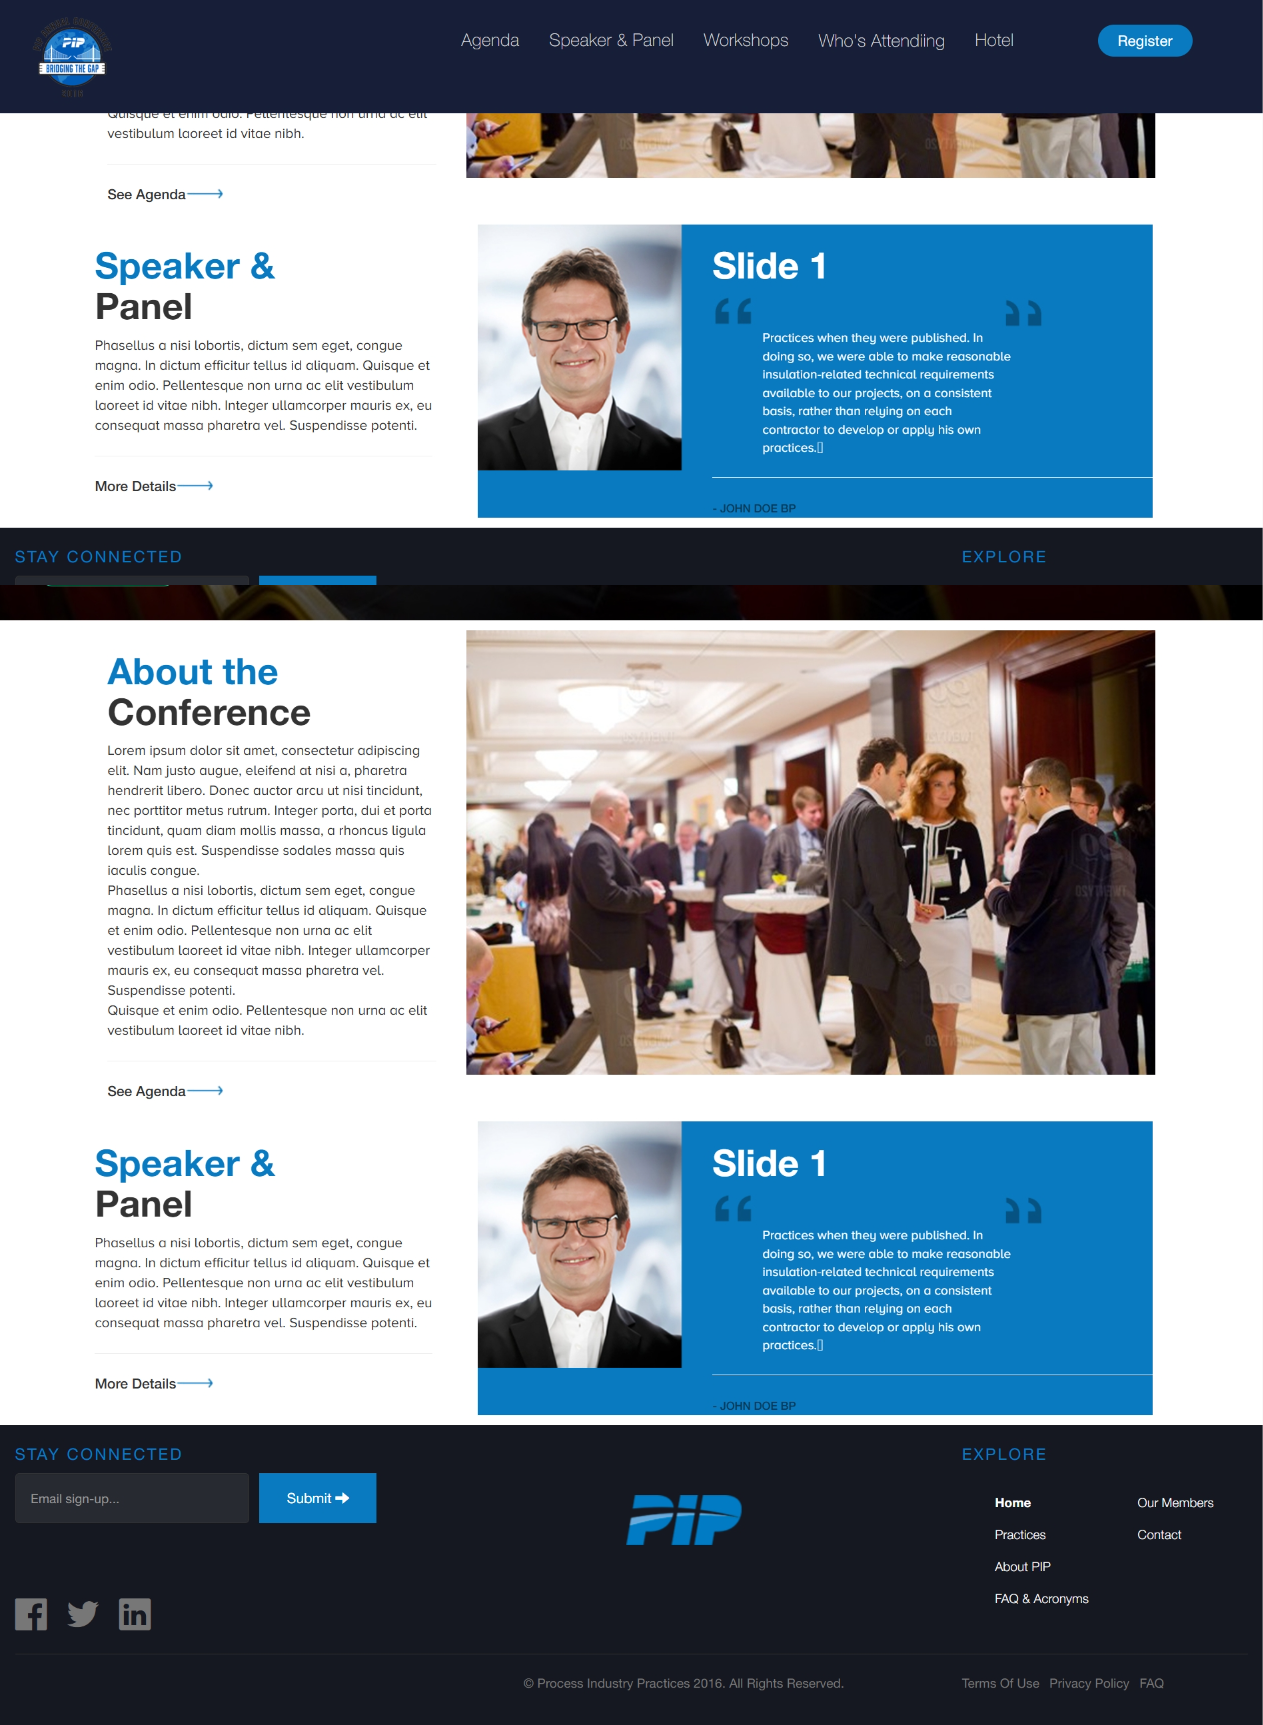 PIP
BRIDGING THE GAP
Agenda
Speaker & Panel
Workshops
Who's Attendiing
Hotel
Register
Quisque et enim odio. Pellentesque non urna ac elit
vestibulum laoreet id vitae nibh.
See Agenda
Speaker &
Panel
Phasellus a nisi lobortis, dictum sem eget, congue
magna. In dictum efficitur tellus id aliquam. Quisque et
enim odio. Pellentesque non urna ac elit vestibulum
laoreet id vitae nibh. Integer ullamcorper mauris ex, eu
consequat massa pharetra vel. Suspendisse potenti.
More Details
Slide 1
Practices when they were published. In
doing so, we were able to make reasonable
insulation-related technical requirements
available to our projects, on a consistent
basis, rather than relying on each
contractor to develop or apply his own
practices.
- JOHN DOE BP
STAY CONNECTED
EXPLORE
About the
Conference
Lorem ipsum dolor sit amet, consectetur adipiscing
elit. Nam justo augue, eleifend at nisi a, pharetra
hendrerit libero. Donec auctor arcu ut nisi tincidunt,
nec porttitor metus rutrum. Integer porta, dui et porta
tincidunt, quam diam mollis massa, a rhoncus ligula
lorem quis est. Suspendisse sodales massa quis
iaculis congue.
Phasellus a nisi lobortis, dictum sem eget, congue
magna. In dictum efficitur tellus id aliquam. Quisque
et enim odio. Pellentesque non urna ac elit
vestibulum laoreet id vitae nibh. Integer ullamcorper
mauris ex, eu consequat massa pharetra vel.
Suspendisse potenti.
Quisque et enim odio. Pellentesque non urna ac elit
vestibulum laoreet id vitae nibh.
See Agenda
Speaker &
Panel
Phasellus a nisi lobortis, dictum sem eget, congue
magna. In dictum efficitur tellus id aliquam. Quisque et
enim odio. Pellentesque non urna ac elit vestibulum
laoreet id vitae nibh. Integer ullamcorper mauris ex, eu
consequat massa pharetra vel. Suspendisse potenti.
More Details
Slide 1
Practices when they were published. In
doing so, we were able to make reasonable
insulation-related technical requirements
available to our projects, on a consistent
basis, rather than relying on each
contractor to develop or apply his own
practices.
- JOHN DOE BP
STAY CONNECTED
Email sign-up...
Submit
PIP
EXPLORE
Home
Our Members
Practices
Contact
About PIP
FAQ & Acronyms
© Process Industry Practices 2016. All Rights Reserved.
Terms Of Use Privacy Policy FAQ